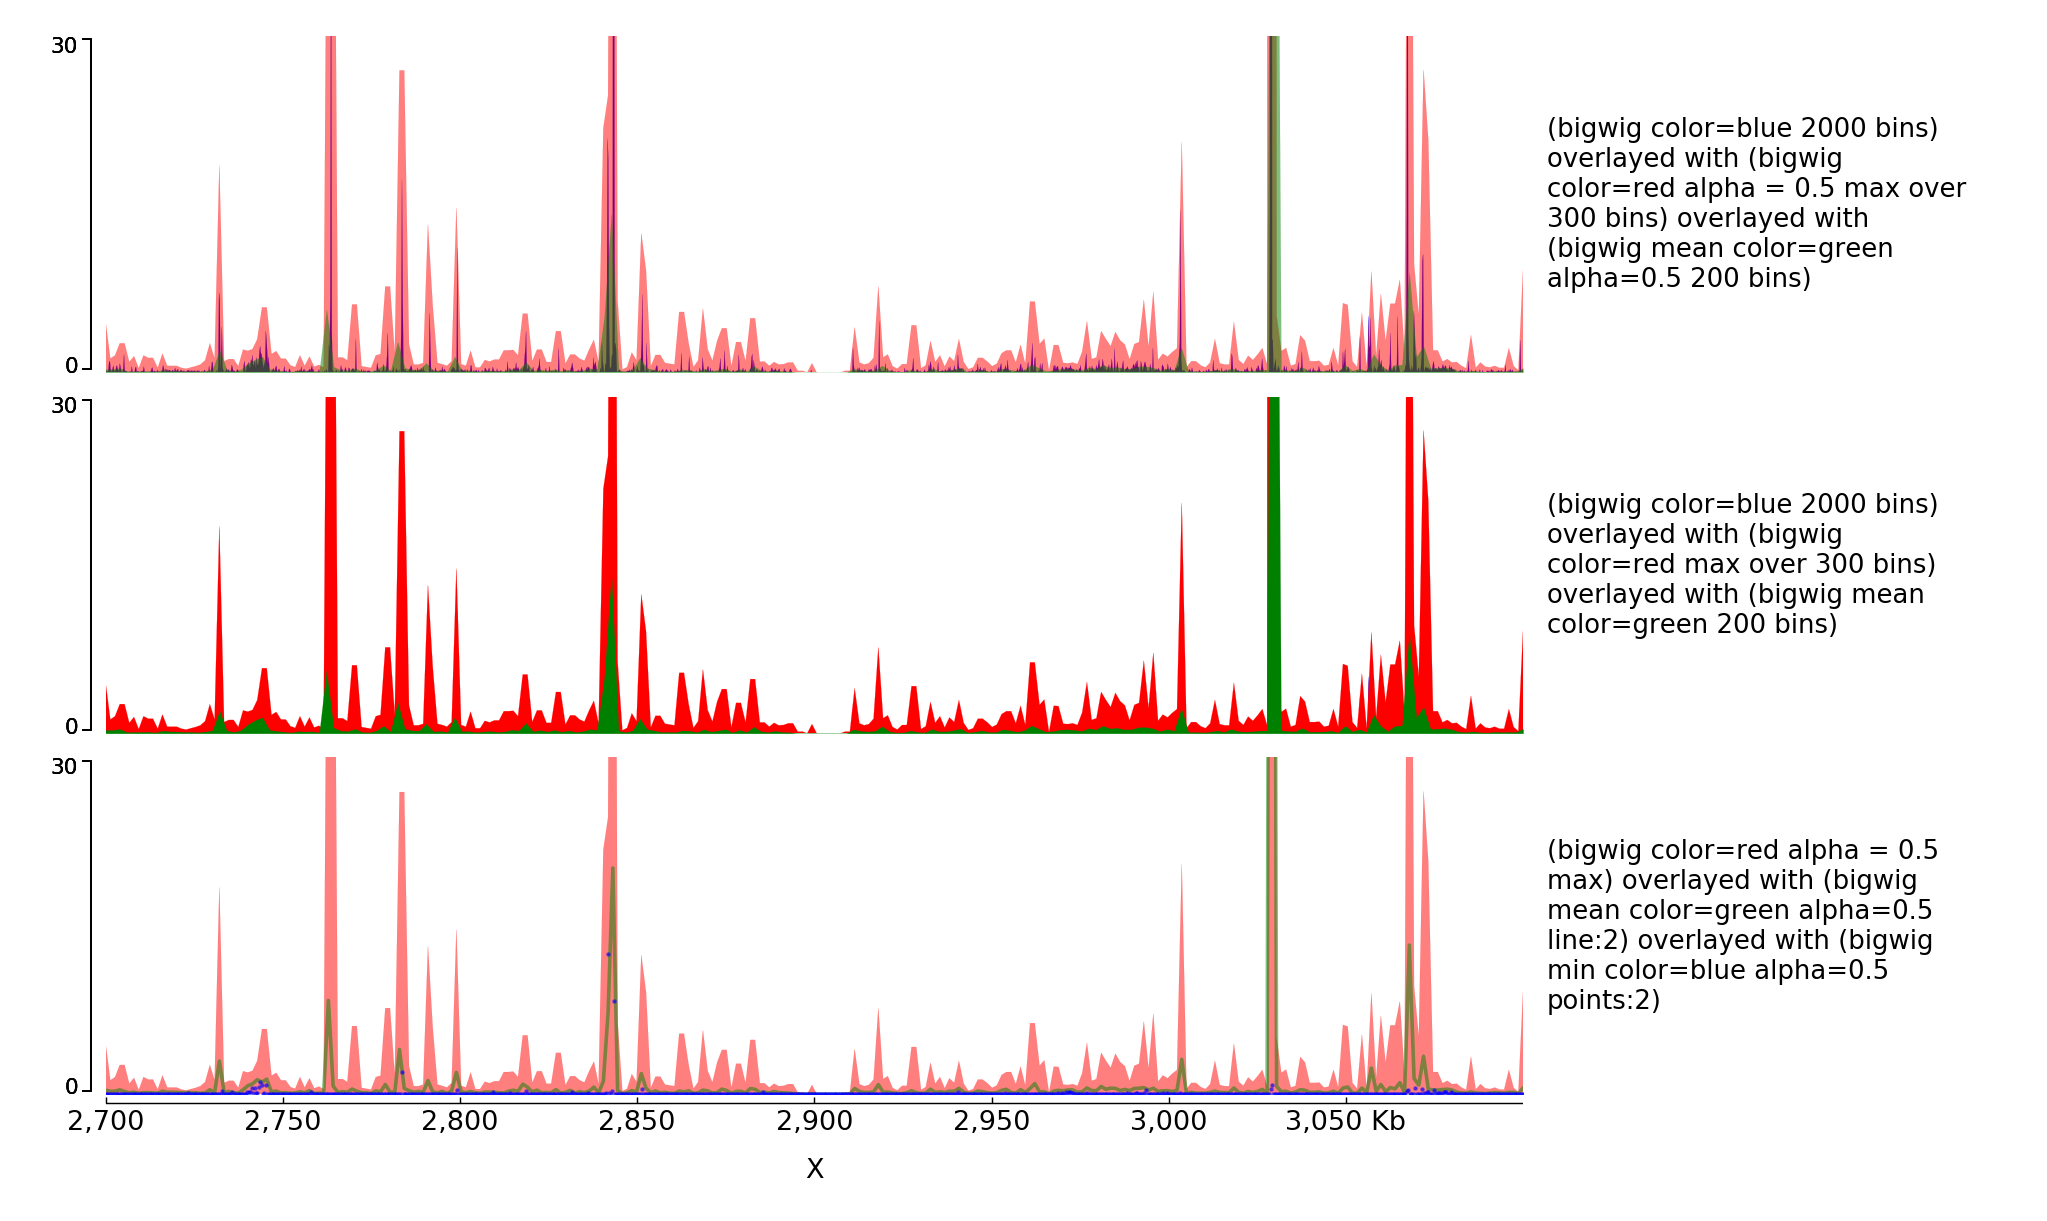 30
0
(bigwig color=blue 2000 bins)
overlayed with (bigwig
color=red alpha = 0.5 max over
300 bins) overlayed with
(bigwig mean color=green
alpha=0.5 200 bins)
30
0
(bigwig color=blue 2000 bins)
overlayed with (bigwig
color=red max over 300 bins)
overlayed with (bigwig mean
color=green 200 bins)
30
0
(bigwig color=red alpha = 0.5
max) overlayed with (bigwig
mean color=green alpha=0.5
line:2) overlayed with (bigwig
min color=blue alpha=0.5
points:2)
2,700 2,750 2,800 2,850 2,900 2,950 3,000 3,050 Kb
X